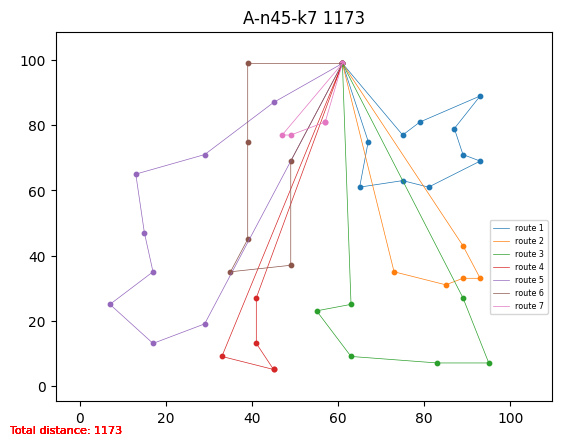 A-n45-k7 1173
100
80
60
40
20
0
route 1
route 2
route 3
route 4
route 5
route 6
route 7
0 20 40 60 80 100
Total distance: 1173